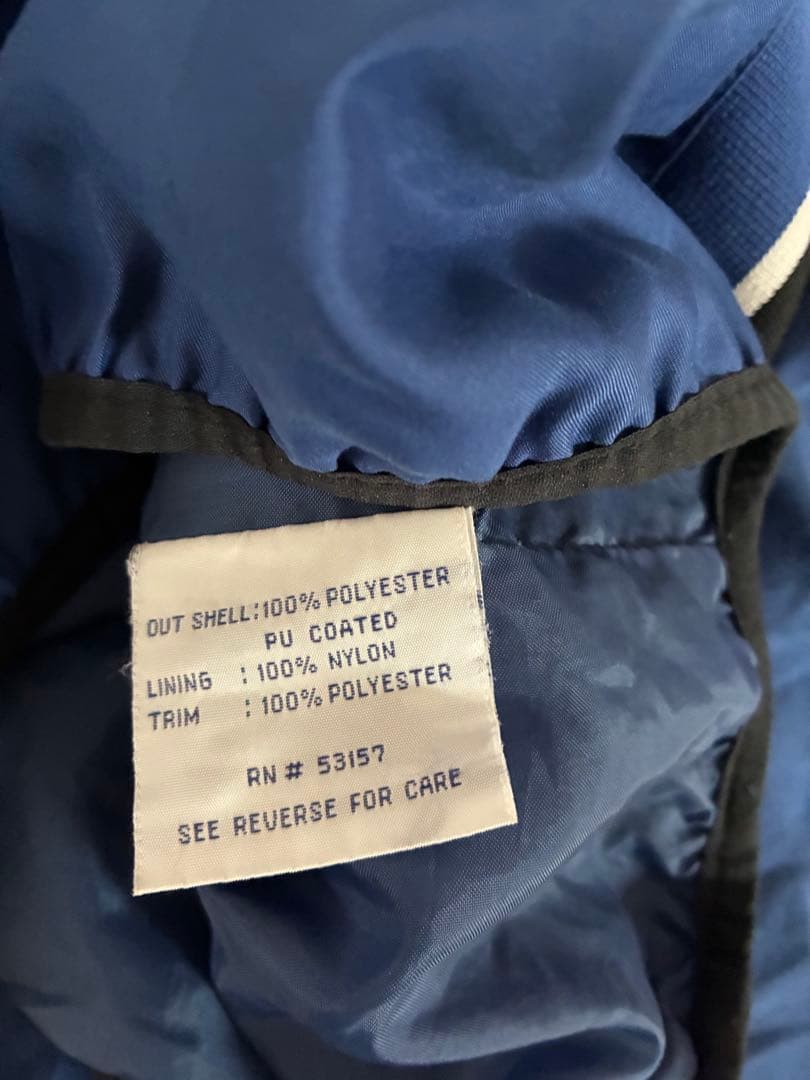 OUT SHELL:100% POLYESTER
PU COATED
LINING : 100% NYLON
TRIM : 100% POLYESTER
RN # 53157
SEE REVERSE FOR CARE